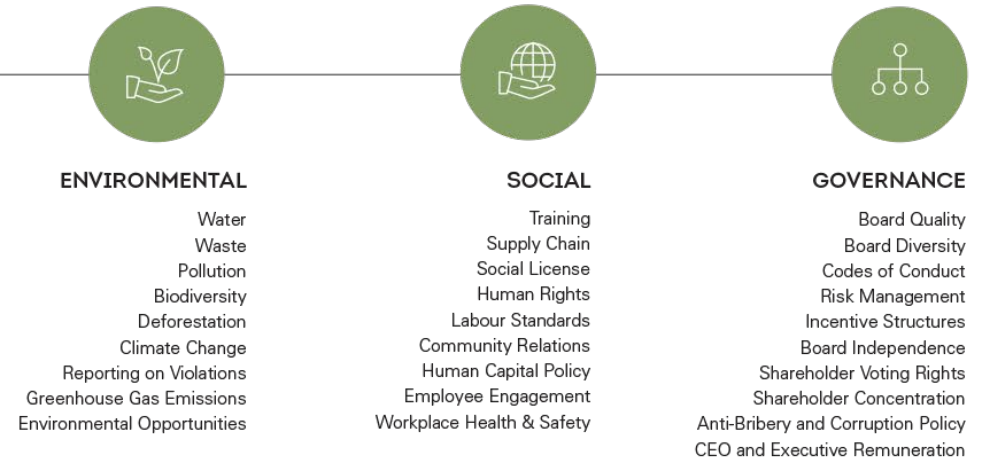 ENVIRONMENTAL
Water
Waste
Pollution
Biodiversity
Deforestation
Climate Change
Reporting on Violations
Greenhouse Gas Emissions
Environmental Opportunities
SOCIAL
Training
Supply Chain
Social License
Human Rights
Labour Standards
Community Relations
Human Capital Policy
Employee Engagement
Workplace Health & Safety
GOVERNANCE
Board Quality
Board Diversity
Codes of Conduct
Risk Management
Incentive Structures
Board Independence
Shareholder Voting Rights
Shareholder Concentration
Anti-Bribery and Corruption Policy
CEO and Executive Remuneration